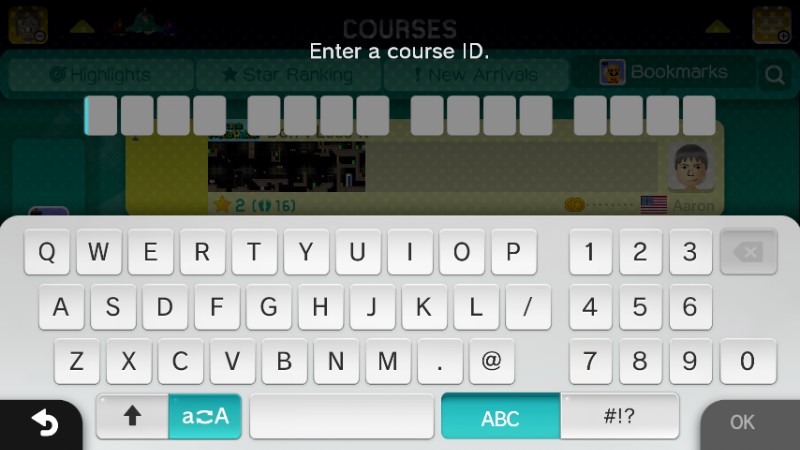 COURSES
Enter a course ID.
Highlights
Star Ranking
! New Arrivals
Bookmarks
2 (16)
Aaron
Q W E R T Y U I O P 1 2 3
A S D F G H J K L / 4 5 6
Z X C V B N M . @ 7 8 9 0
a A ABC #!? OK